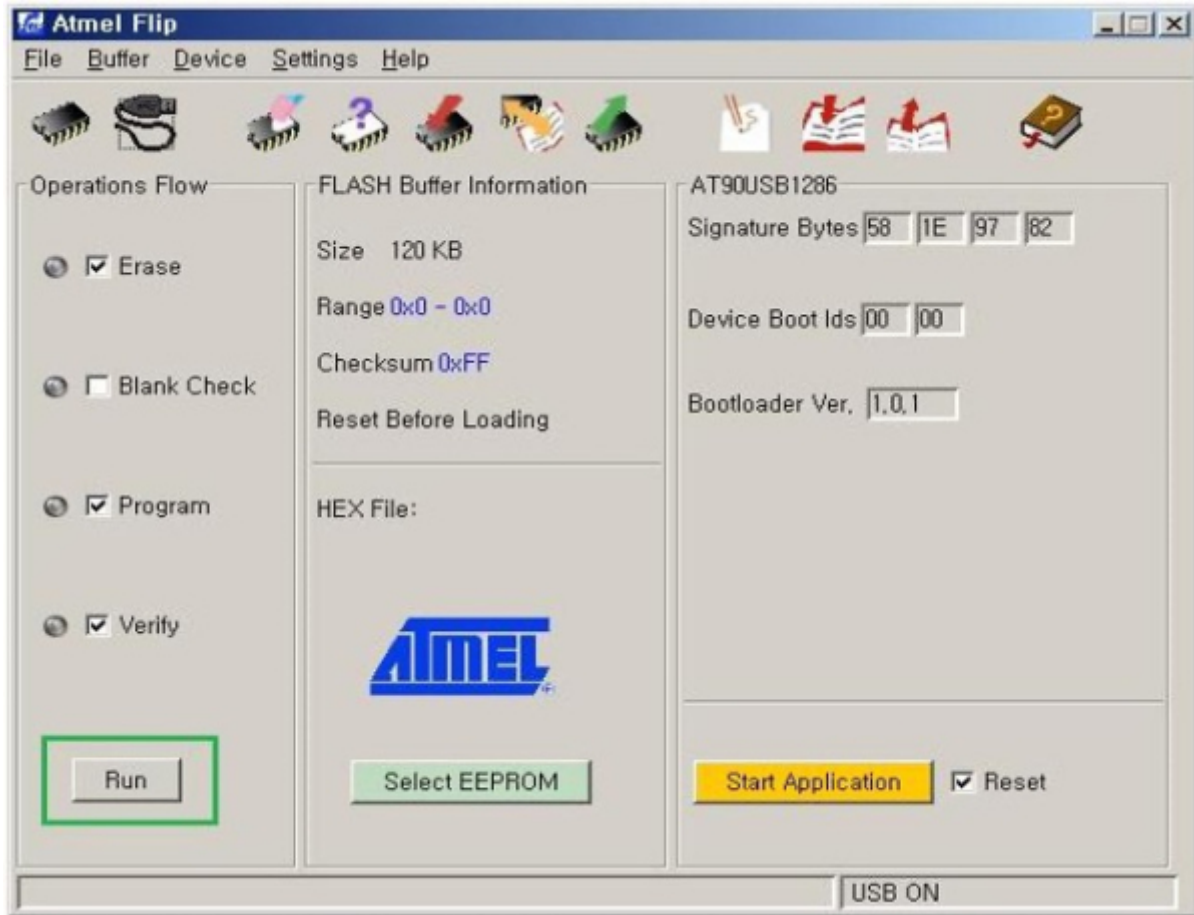 Atmel Flip
File Buffer Device Settings Help
Operations Flow
Erase
Blank Check
Program
Verify
Run
FLASH Buffer Information
Size 120 KB
Range 0x0 - 0x0
Checksum 0xFF
Reset Before Loading
HEX File:
ATMEL®
Select EEPROM
AT90USB1286
Signature Bytes 58 1E 97 82
Device Boot Ids 00 00
Bootloader Ver, 1,0,1
Start Application Reset
USB ON